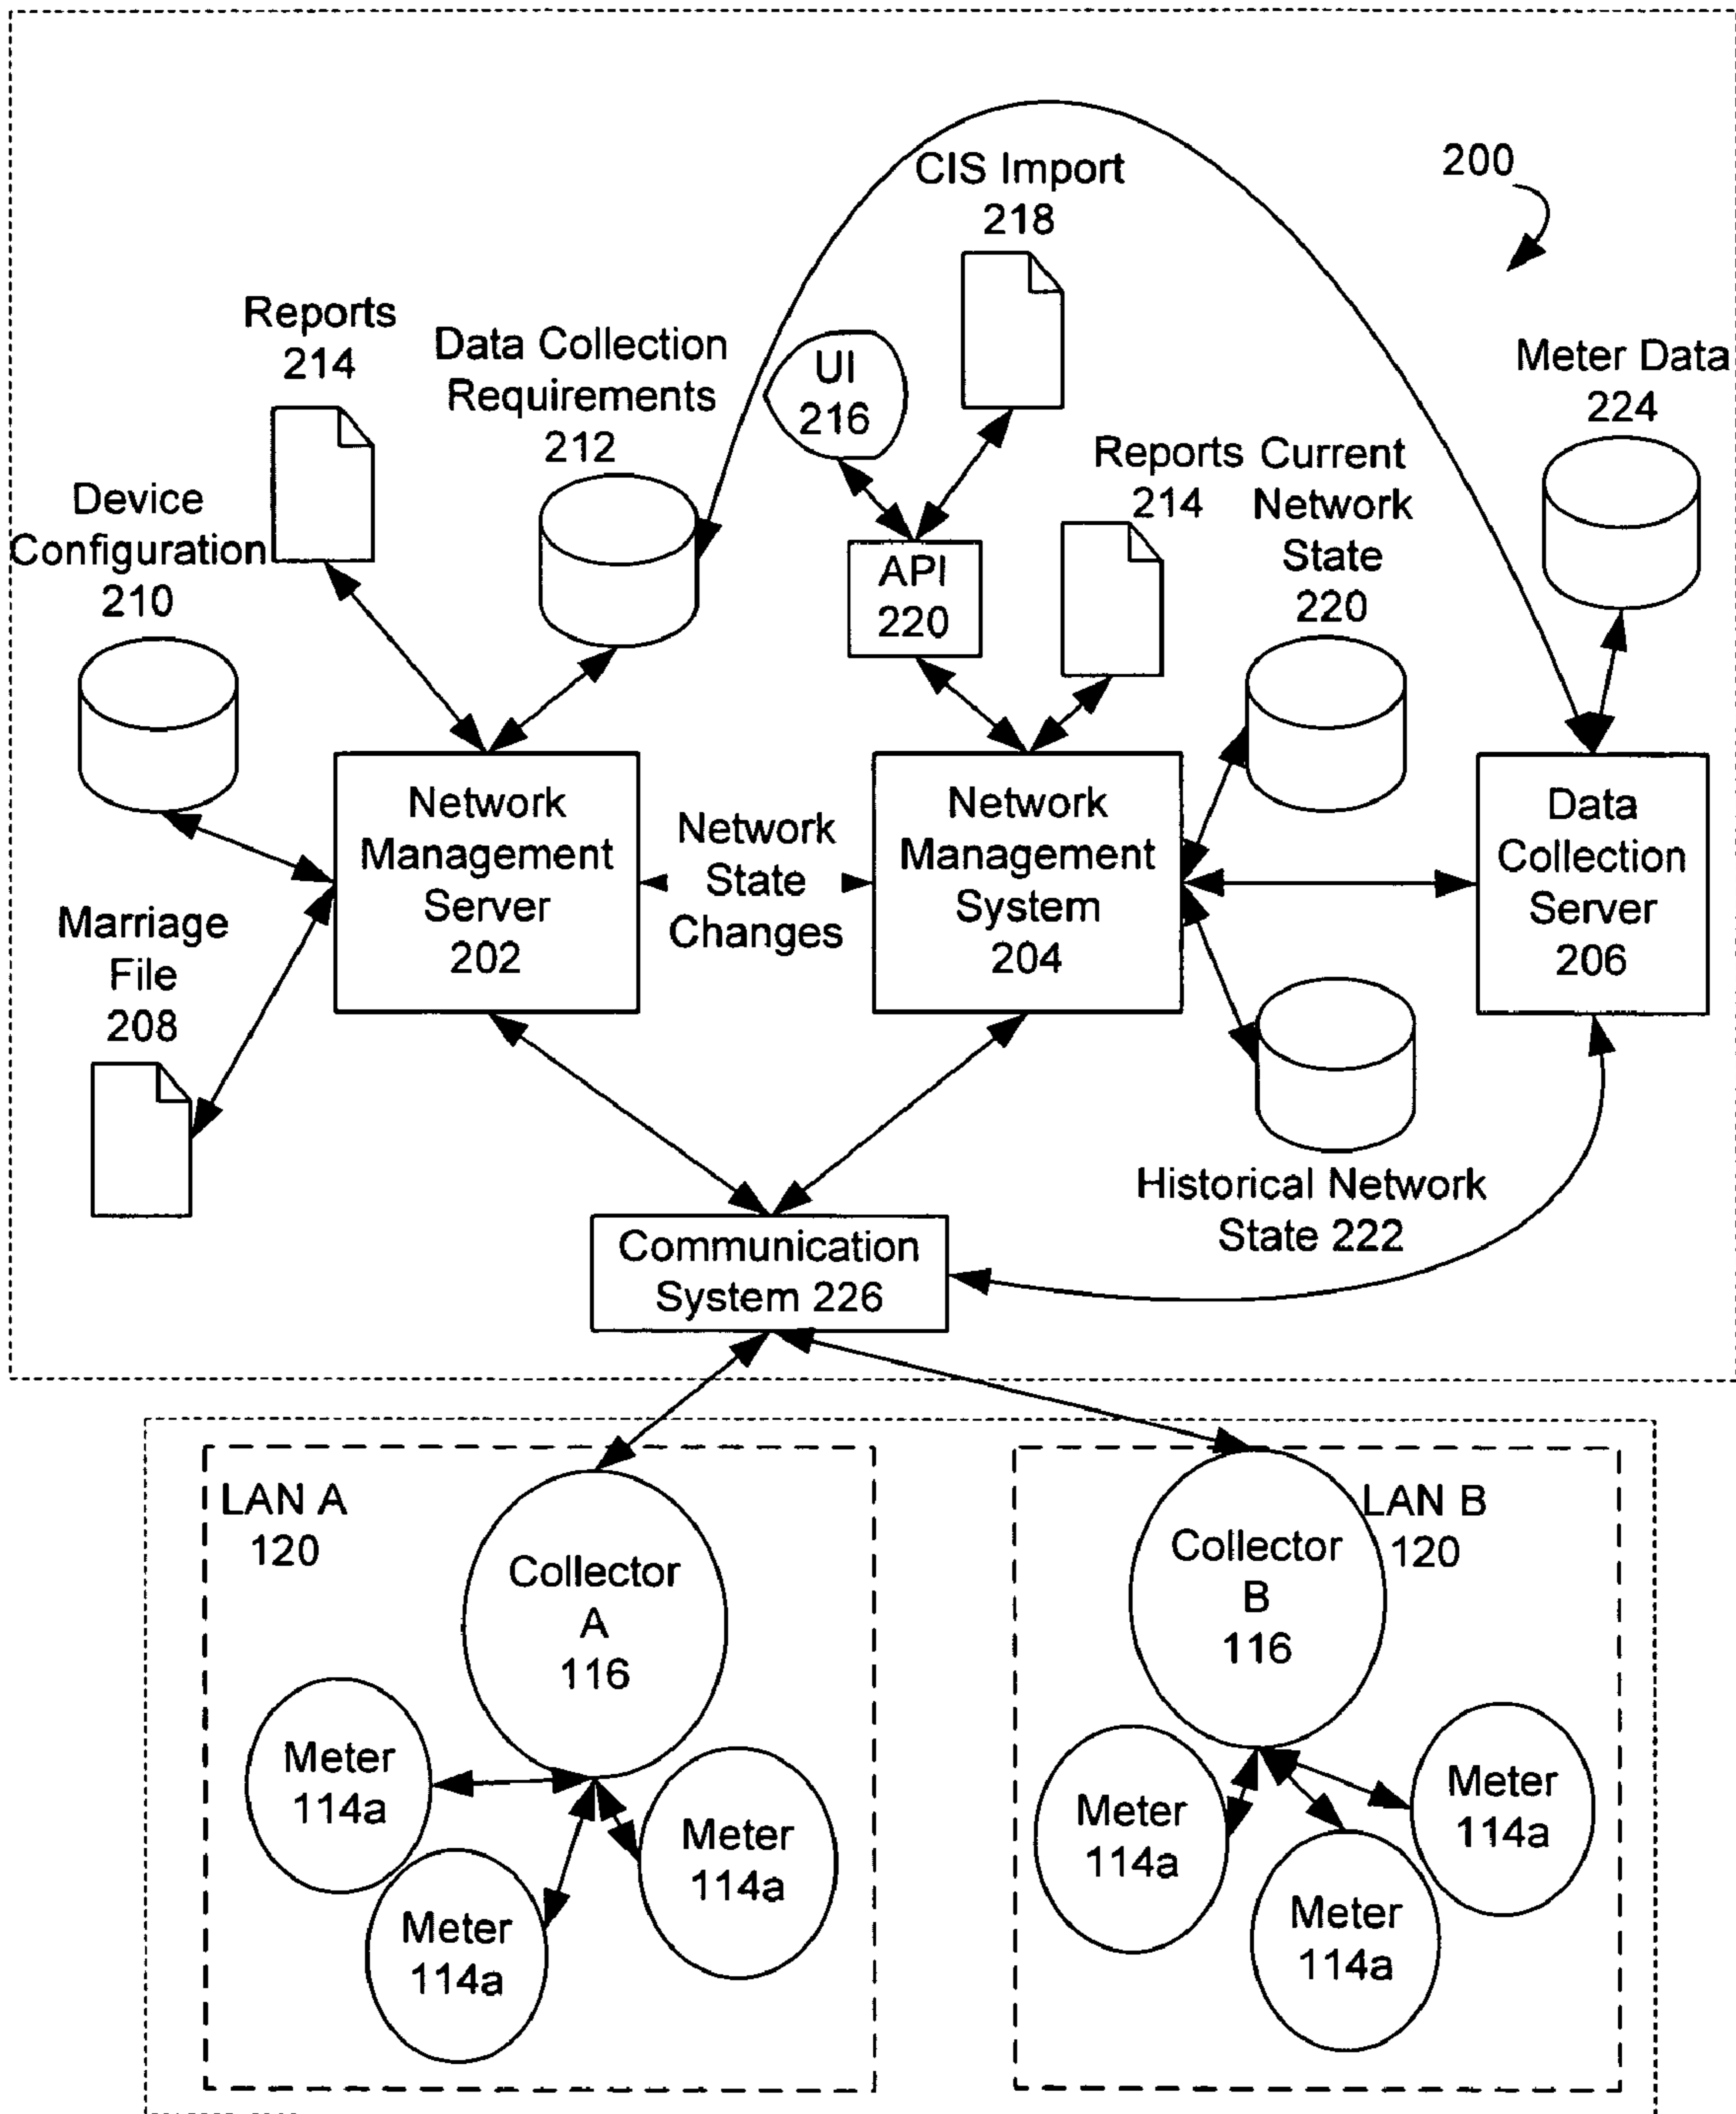 200
CIS Import
218
Reports
214
Data Collection
Requirements
212
UI
216
Meter Data
224
Reports
214
Current
Network
State
220
Device
Configuration
210
API
220
Network
Management
Server
202
Network
State
Changes
Network
Management
System
204
Data
Collection
Server
206
Marriage
File
208
Historical Network
State 222
Communication
System 226
LAN A
120
Collector
A
116
Meter
114a
Meter
114a
Meter
114a
LAN B
120
Collector
B
116
Meter
114a
Meter
114a
Meter
114a